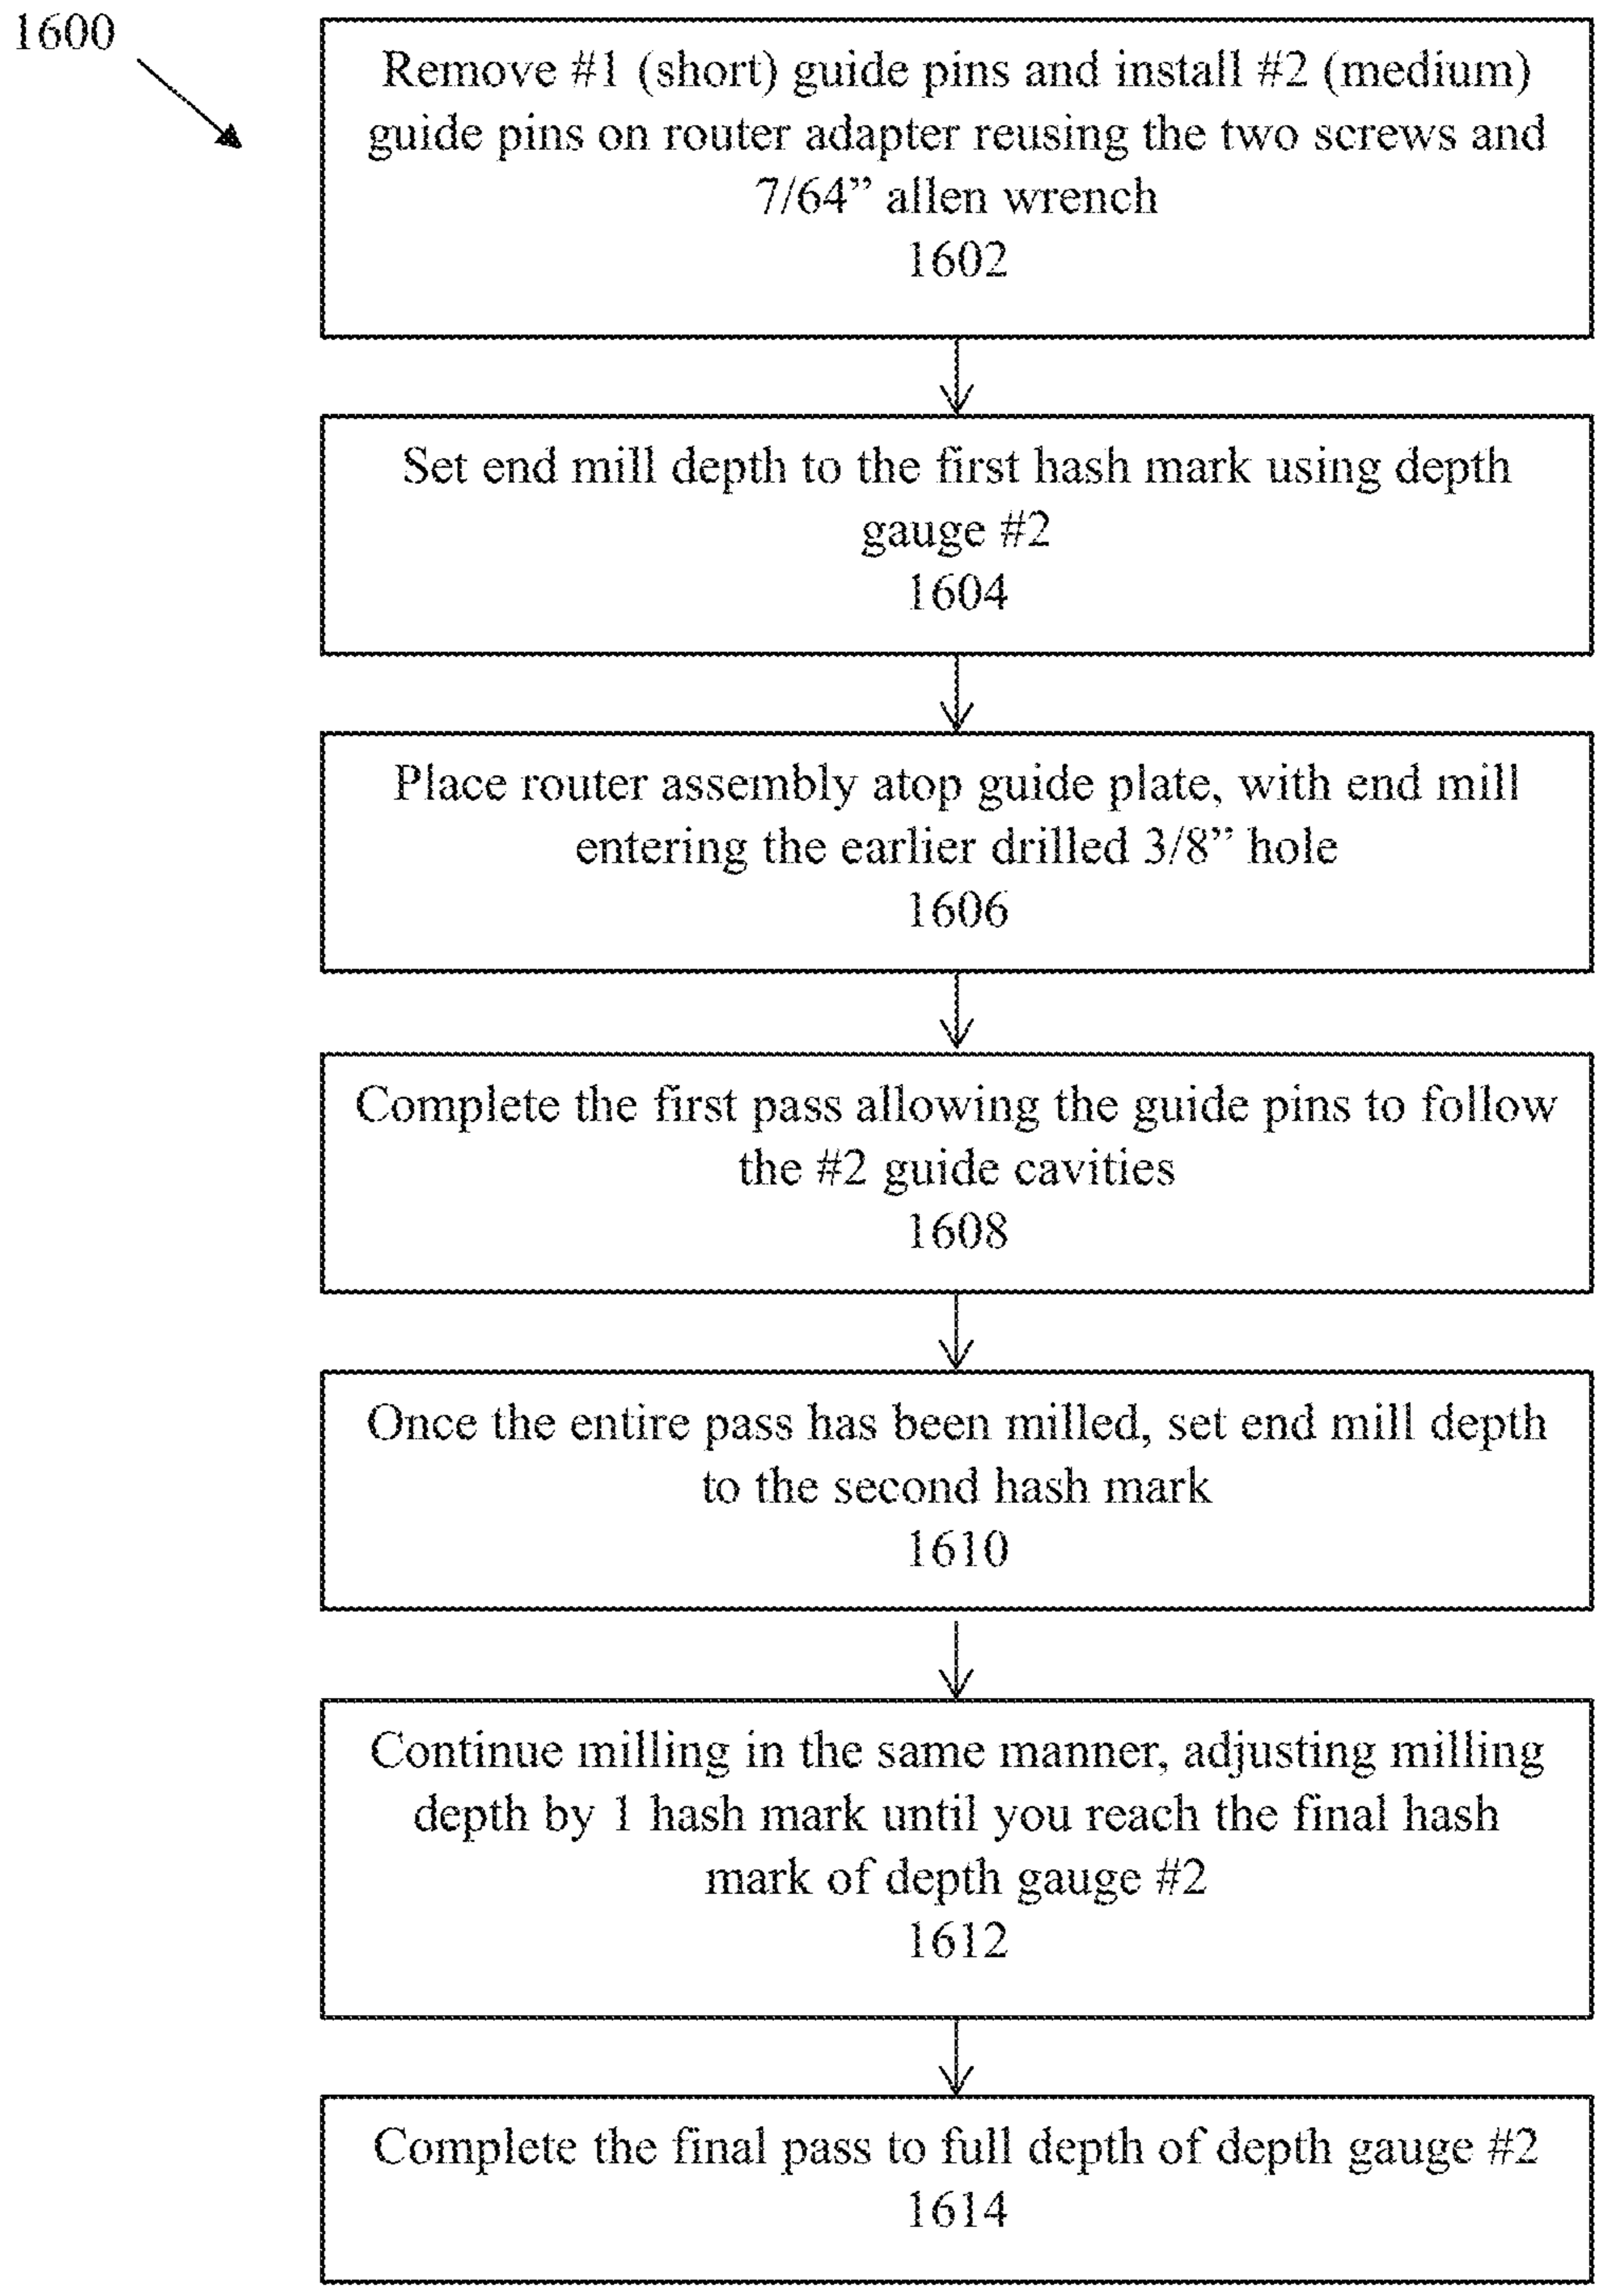 1600
Remove #1 (short) guide pins and install #2 (medium)
guide pins on router adapter reusing the two screws and
7/64” allen wrench
1602
Set end mill depth to the first hash mark using depth
gauge #2
1604
Place router assembly atop guide plate, with end mill
entering the earlier drilled 3/8” hole
1606
Complete the first pass allowing the guide pins to follow
the #2 guide cavities
1608
Once the entire pass has been milled, set end mill depth
to the second hash mark
1610
Continue milling in the same manner, adjusting milling
depth by 1 hash mark until you reach the final hash
mark of depth gauge #2
1612
Complete the final pass to full depth of depth gauge #2
1614